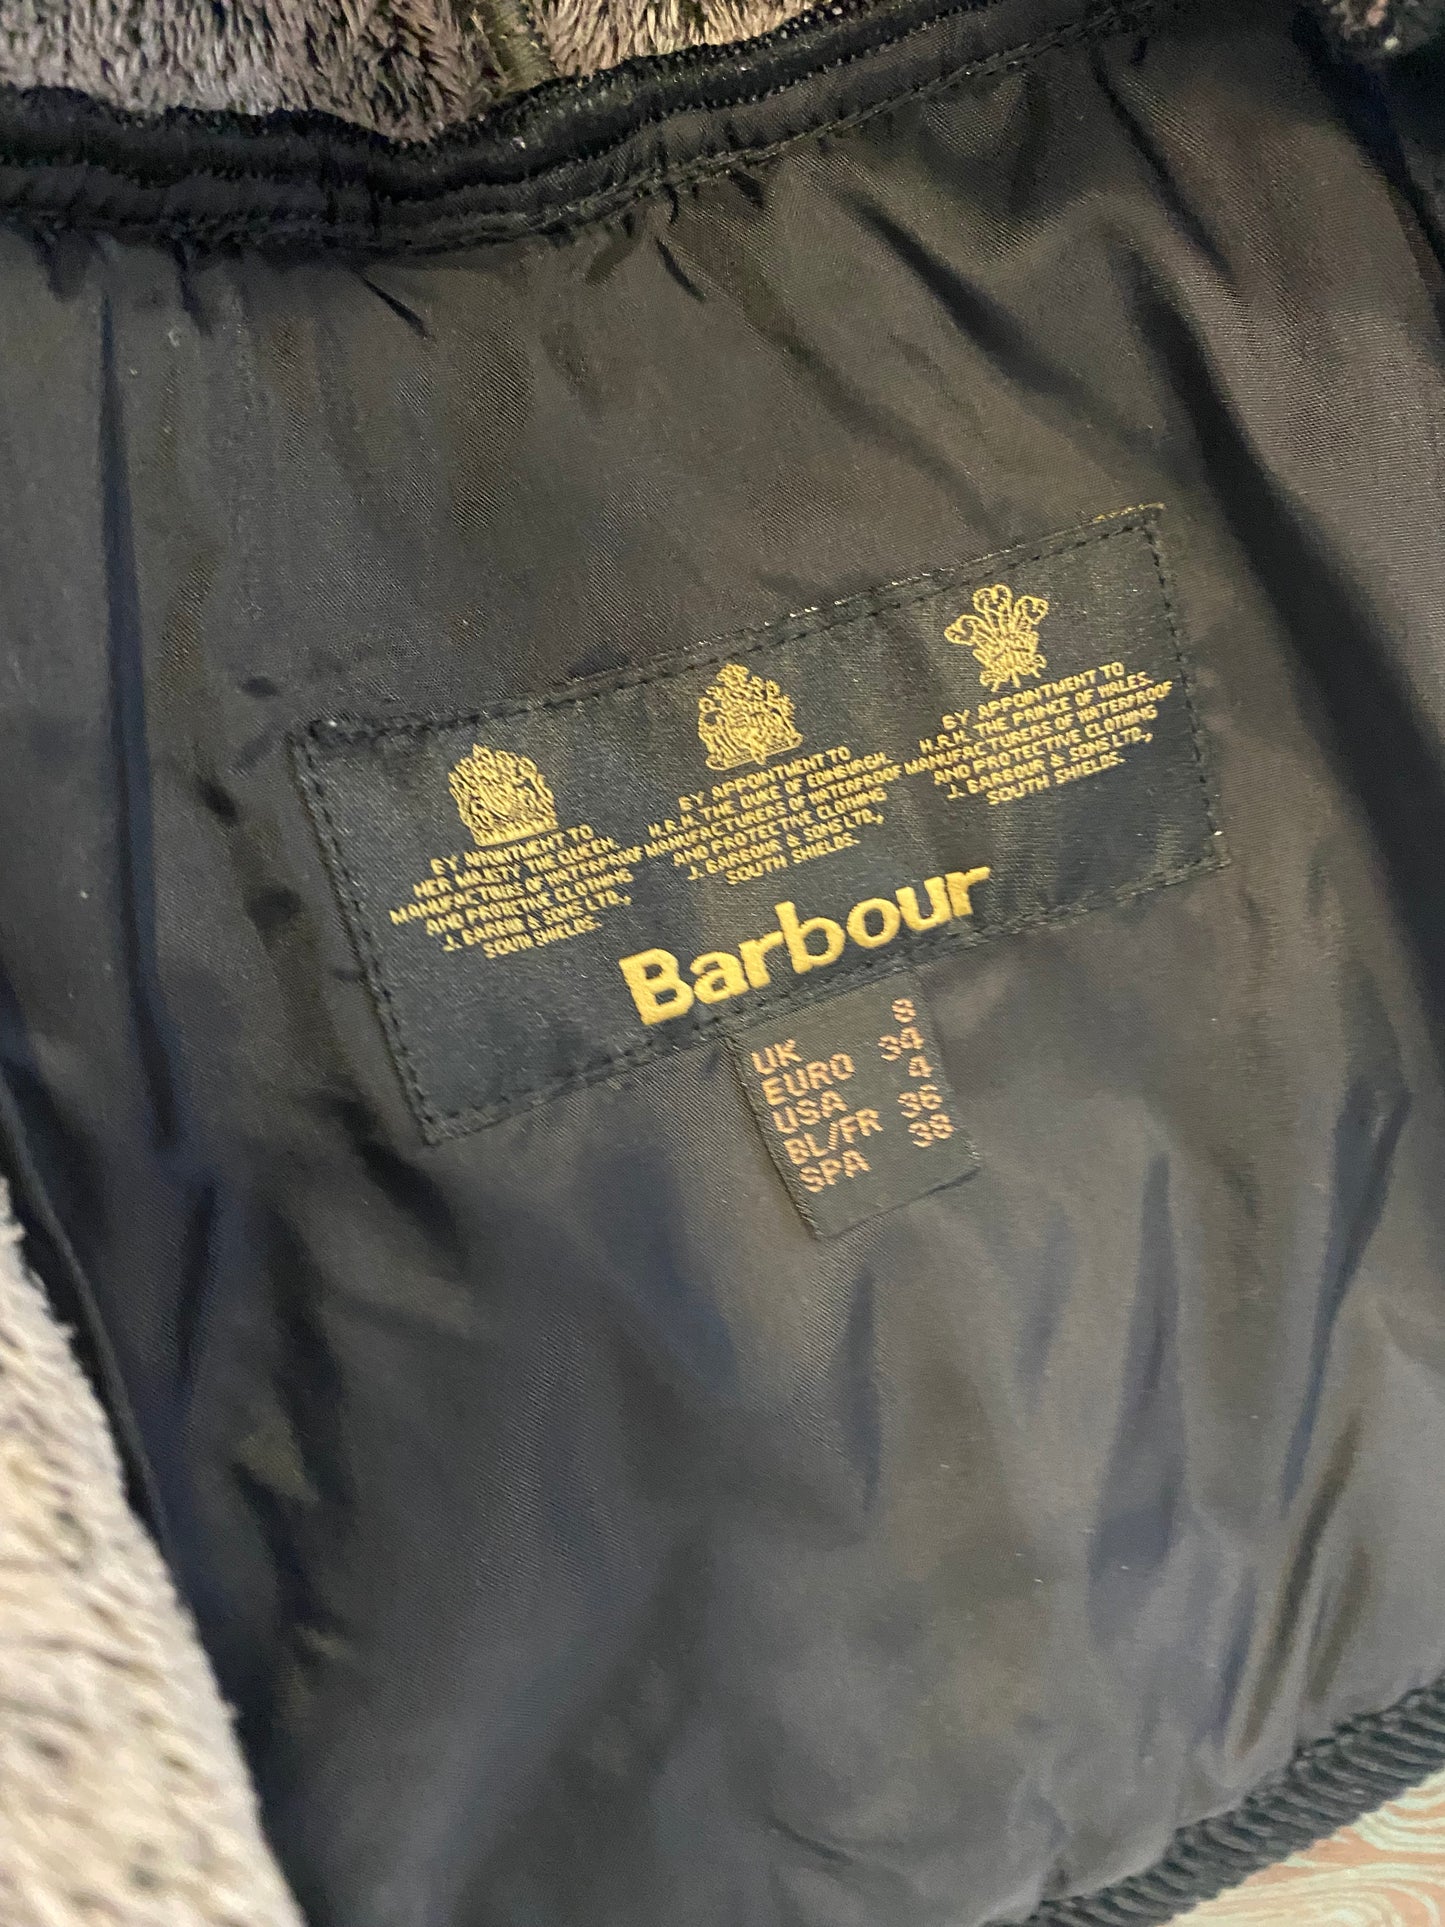 BY APPOINTMENT TO
HER MAJESTY THE QUEEN.
MANUFACTURERS OF WATERPROOF
AND PROTECTIVE CLOTHING
J. BARBOUR & SONS LTD.,
SOUTH SHIELDS.
BY APPOINTMENT TO
H.R.H. THE DUKE OF EDINBURGH.
MANUFACTURERS OF WATERPROOF
AND PROTECTIVE CLOTHING
J. BARBOUR & SONS LTD.,
SOUTH SHIELDS.
BY APPOINTMENT TO
H.R.H. THE PRINCE OF WALES.
MANUFACTURERS OF WATERPROOF
AND PROTECTIVE CLOTHING
J. BARBOUR & SONS LTD.,
SOUTH SHIELDS.
Barbour
UK 8
EURO 34
USA 4
BL/FR 36
SPA 38